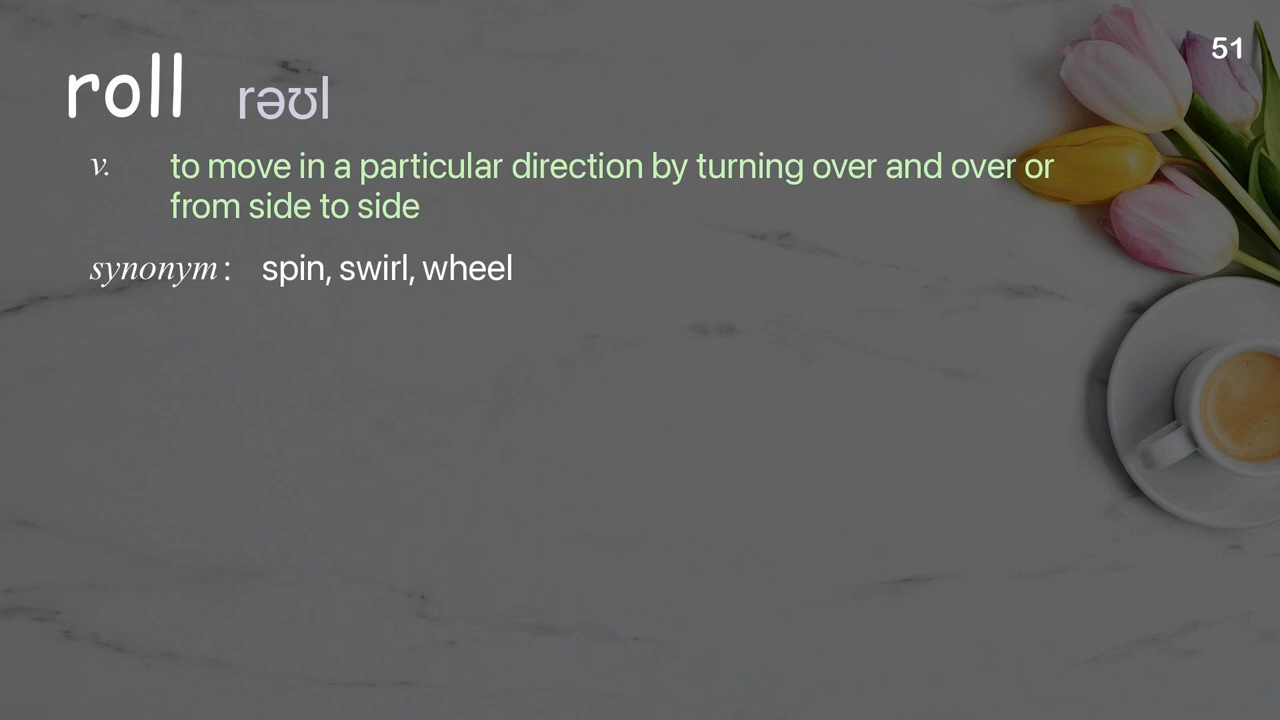 51
roll rəʊl
v. to move in a particular direction by turning over and over or
from side to side
synonym: spin, swirl, wheel